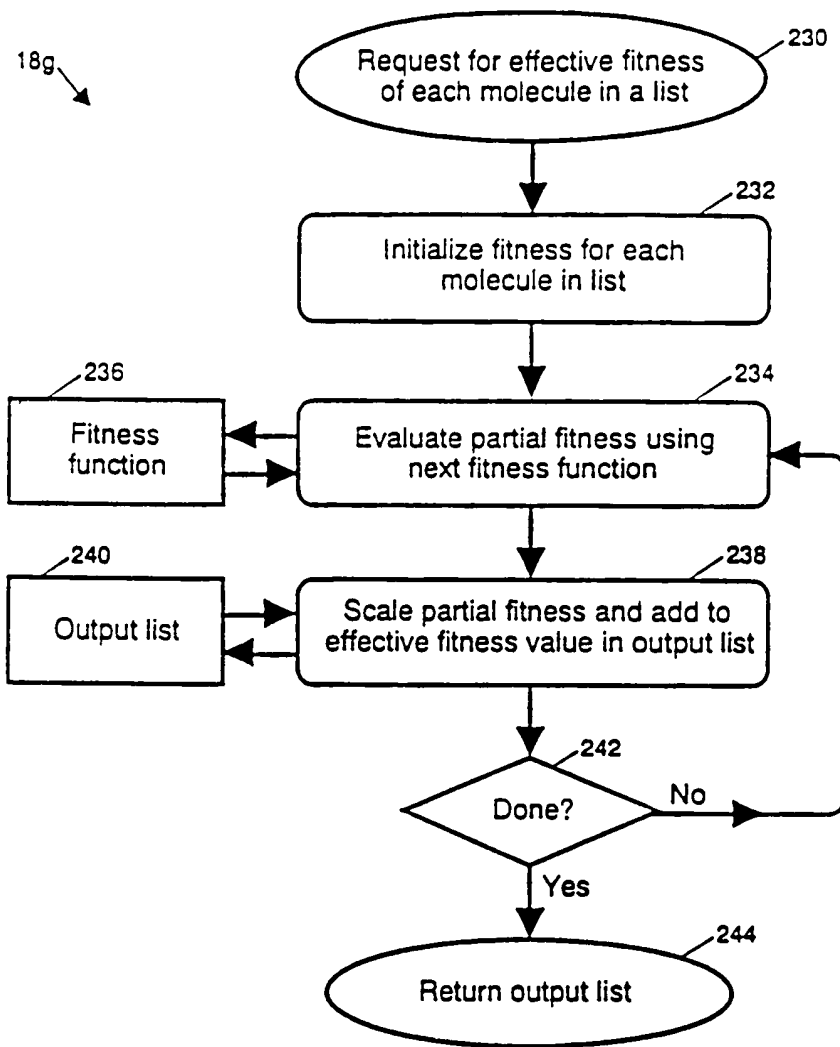 18g
230
Request for effective fitness
of each molecule in a list
232
Initialize fitness for each
molecule in list
236
234
Fitness
function
Evaluate partial fitness using
next fitness function
240
238
Output list
Scale partial fitness and add to
effective fitness value in output list
242
Done?
No
Yes
244
Return output list